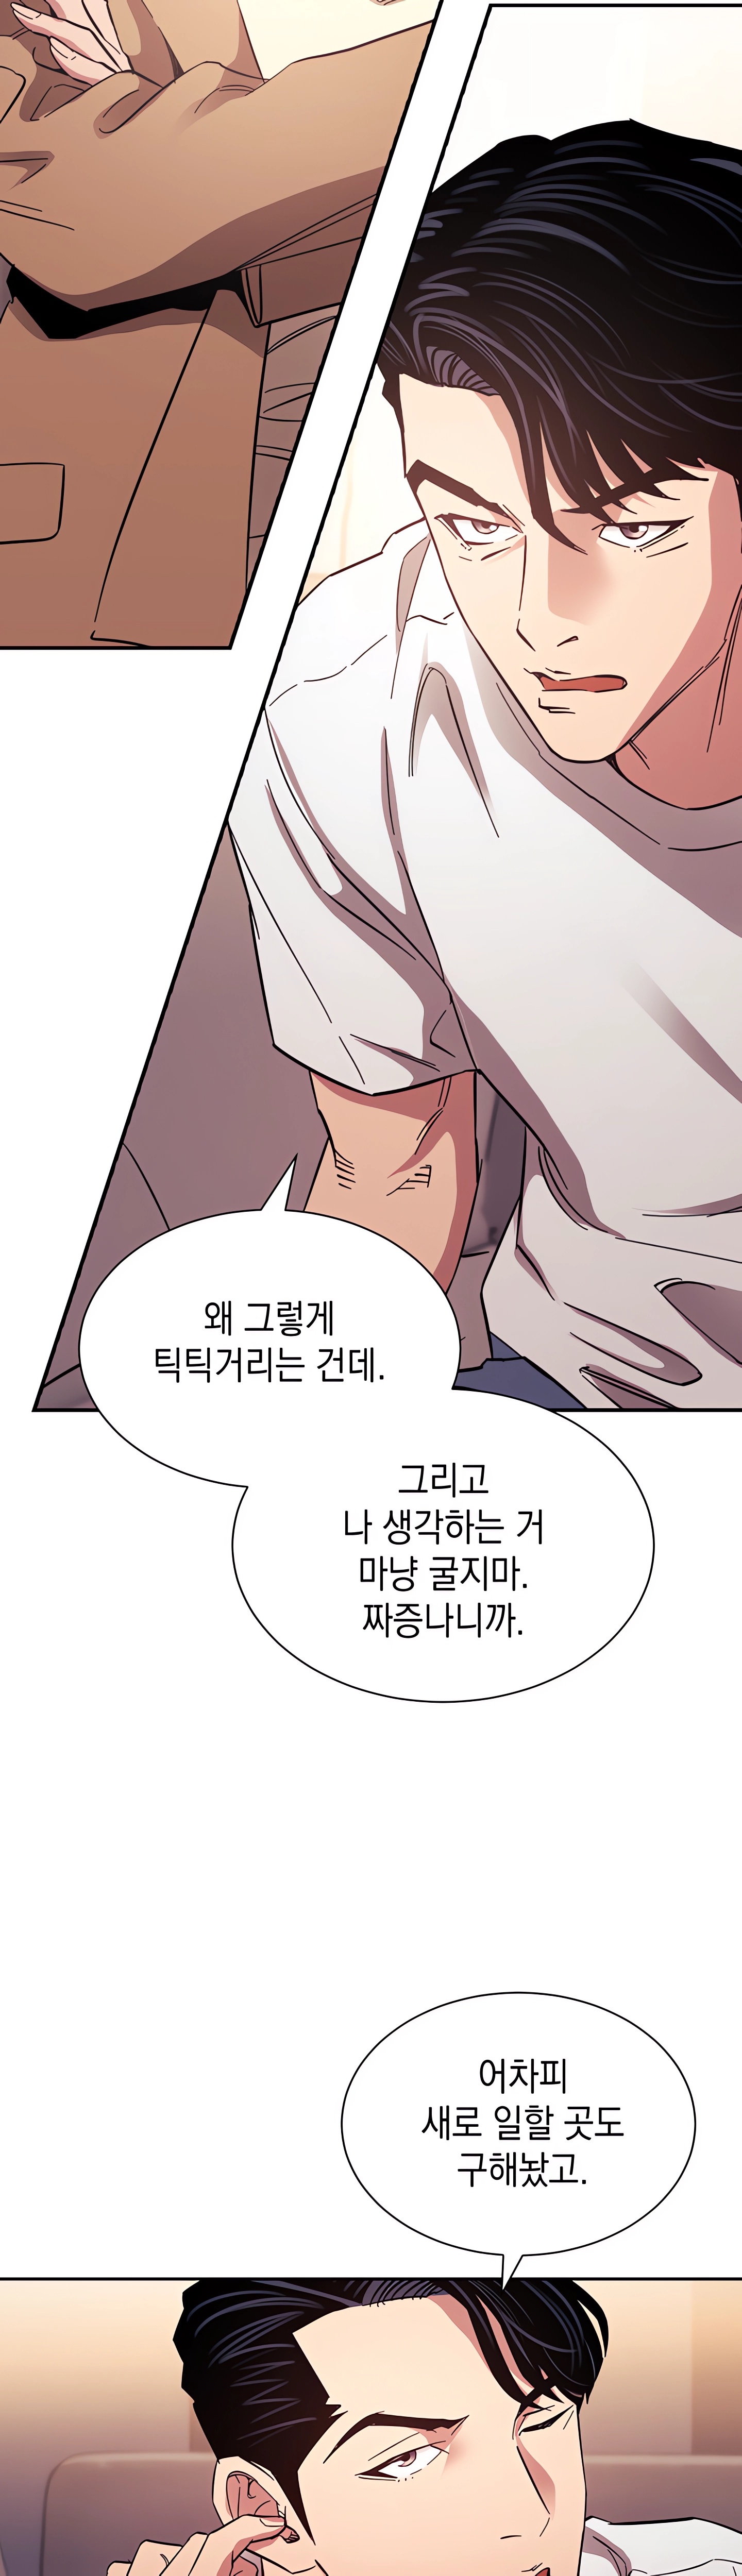 왜 그렇게
틱틱거리는 건데.
그리고
나 생각하는 거
마냥 굴지마.
짜증나니까.
어차피
새로 일할 곳도
구해놨고.